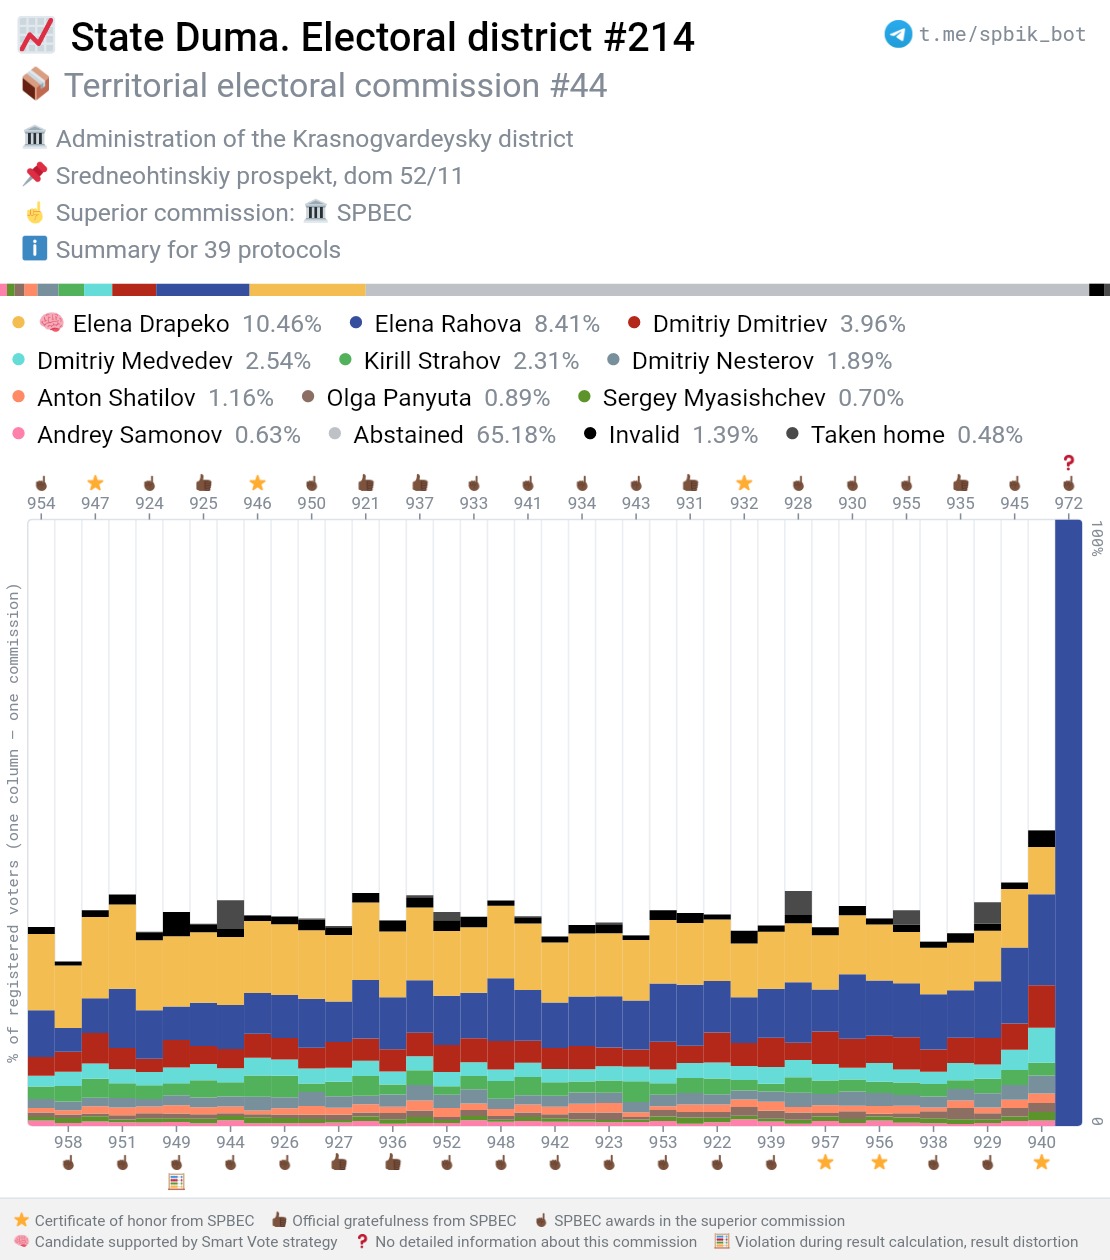 State Duma. Electoral district #214
t.me/spbik_bot
Territorial electoral commission #44
Administration of the Krasnogvardeysky district
Sredneohtinskiy prospekt, dom 52/11
Superior commission: SPBEC
Summary for 39 protocols
Elena Drapeko 10.46% Elena Rahova 8.41% Dmitriy Dmitriev 3.96%
Dmitriy Medvedev 2.54% Kirill Strahov 2.31% Dmitriy Nesterov 1.89%
Anton Shatilov 1.16% Olga Panyuta 0.89% Sergey Myasishchev 0.70%
Andrey Samonov 0.63% Abstained 65.18% Invalid 1.39% Taken home 0.48%
954 947 924 925 946 950 921 937 933 941 934 943 931 932 928 930 955 935 945 972
100%
% of registered voters (one column – one commission)
0
958 951 949 944 926 927 936 952 948 942 923 953 922 939 957 956 938 929 940
Certificate of honor from SPBEC Official gratefulness from SPBEC SPBEC awards in the superior commission
Candidate supported by Smart Vote strategy No detailed information about this commission Violation during result calculation, result distortion